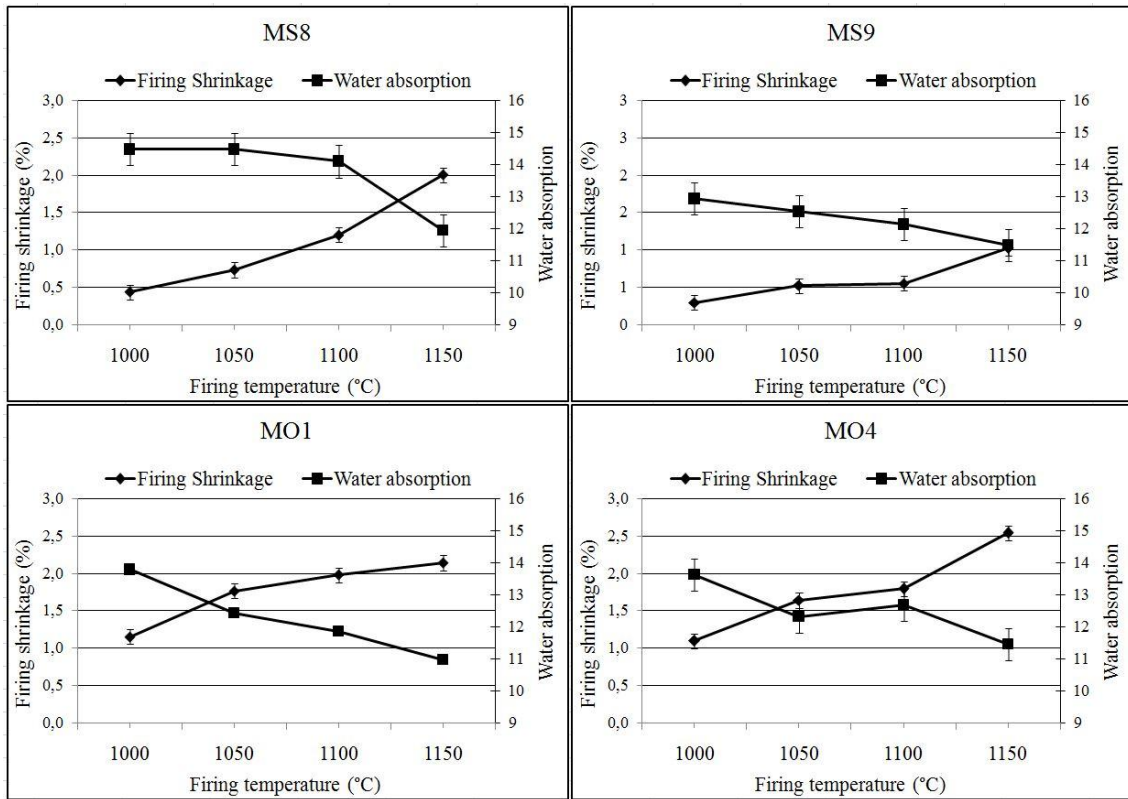 MS8
Firing Shrinkage Water absorption
Firing shrinkage (%)
3,0
2,5
2,0
1,5
1,0
0,5
0,0
16
15
14
13
12
11
10
9
Water absorption
1000 1050 1100 1150
Firing temperature (°C)
MS9
Firing Shrinkage Water absorption
Firing shrinkage (%)
3
3
2
2
1
1
0
16
15
14
13
12
11
10
9
Water absorption
1000 1050 1100 1150
Firing temperature (°C)
MO1
Firing Shrinkage Water absorption
Firing shrinkage (%)
3,0
2,5
2,0
1,5
1,0
0,5
0,0
16
15
14
13
12
11
10
9
Water absorption
1000 1050 1100 1150
Firing temperature (°C)
MO4
Firing Shrinkage Water absorption
Firing shrinkage (%)
3,0
2,5
2,0
1,5
1,0
0,5
0,0
16
15
14
13
12
11
10
9
Water absorption
1000 1050 1100 1150
Firing temperature (°C)